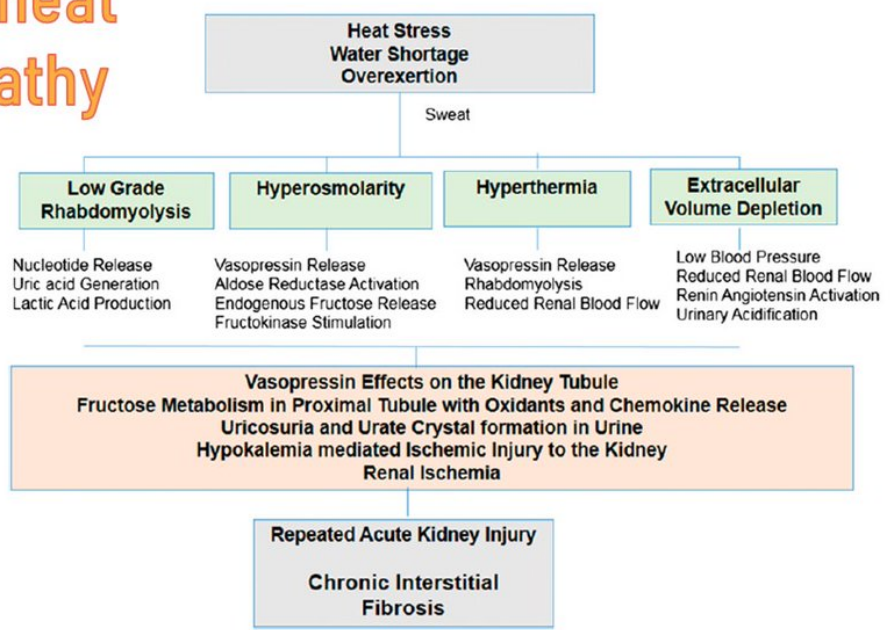 heat
athy
Heat Stress
Water Shortage
Overexertion
Sweat
Low Grade
Rhabdomyolysis
Hyperosmolarity
Hyperthermia
Extracellular
Volume Depletion
Nucleotide Release
Uric acid Generation
Lactic Acid Production
Vasopressin Release
Aldose Reductase Activation
Endogenous Fructose Release
Fructokinase Stimulation
Vasopressin Release
Rhabdomyolysis
Reduced Renal Blood Flow
Low Blood Pressure
Reduced Renal Blood Flow
Renin Angiotensin Activation
Urinary Acidification
Vasopressin Effects on the Kidney Tubule
Fructose Metabolism in Proximal Tubule with Oxidants and Chemokine Release
Uricosuria and Urate Crystal formation in Urine
Hypokalemia mediated Ischemic Injury to the Kidney
Renal Ischemia
Repeated Acute Kidney Injury
Chronic Interstitial
Fibrosis